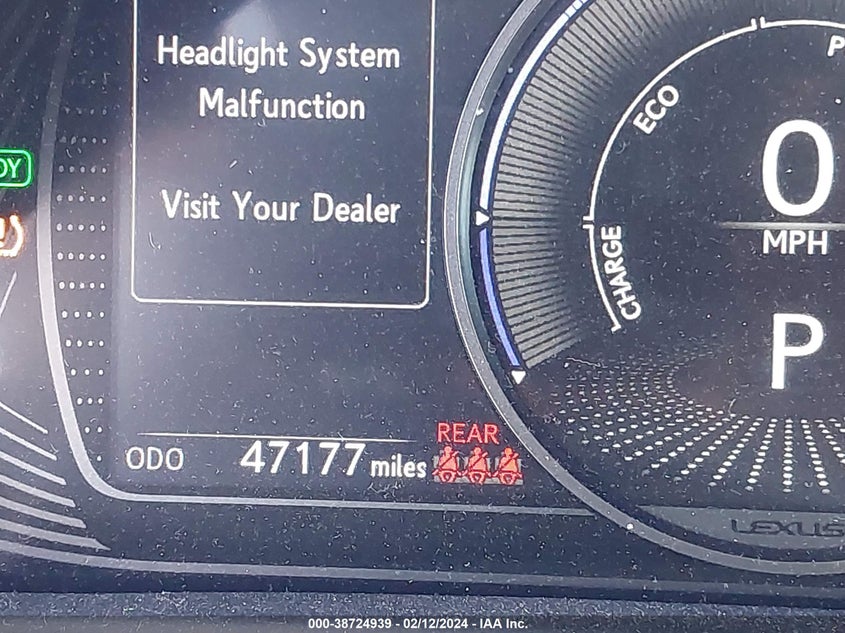 Headlight System
Malfunction
Visit Your Dealer
ECO
CHARGE
0
MPH
P
REAR
ODO 47177 miles
LEXUS
000-38724939 - 02/12/2024 - IAA Inc.